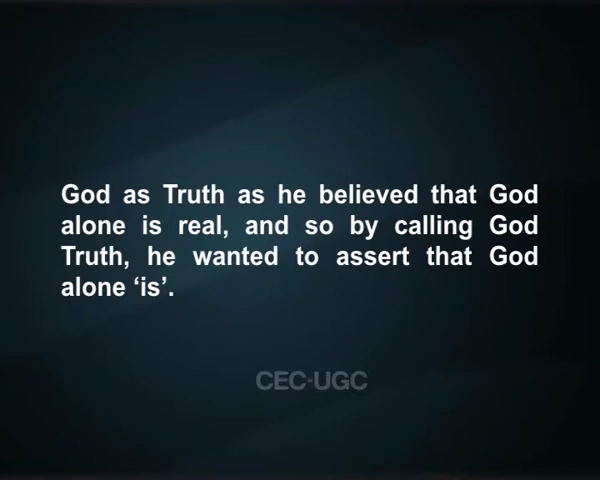 God as Truth as he believed that God
alone is real, and so by calling God
Truth, he wanted to assert that God
alone ‘is’.
CEC-UGC